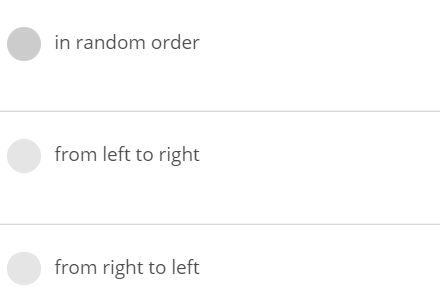 in random order
from left to right
from right to left